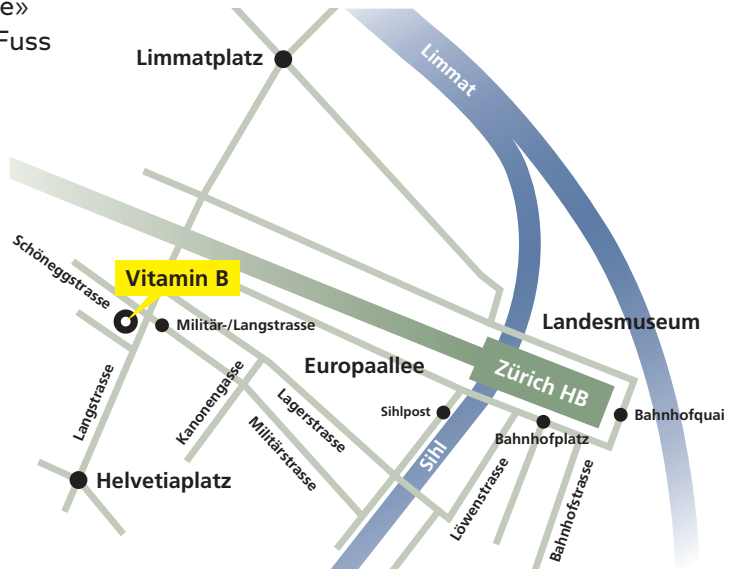 e»
Fuss
Limmatplatz
Limmat
Schöneggstrasse
Vitamin B
Militär-/Langstrasse
Landesmuseum
Europaallee
Zürich HB
Langstrasse
Kanonengasse
Lagerstrasse
Militärstrasse
Sihlpost
Bahnhofquai
Bahnhofplatz
Sihl
Helvetiaplatz
Löwenstrasse
Bahnhofstrasse